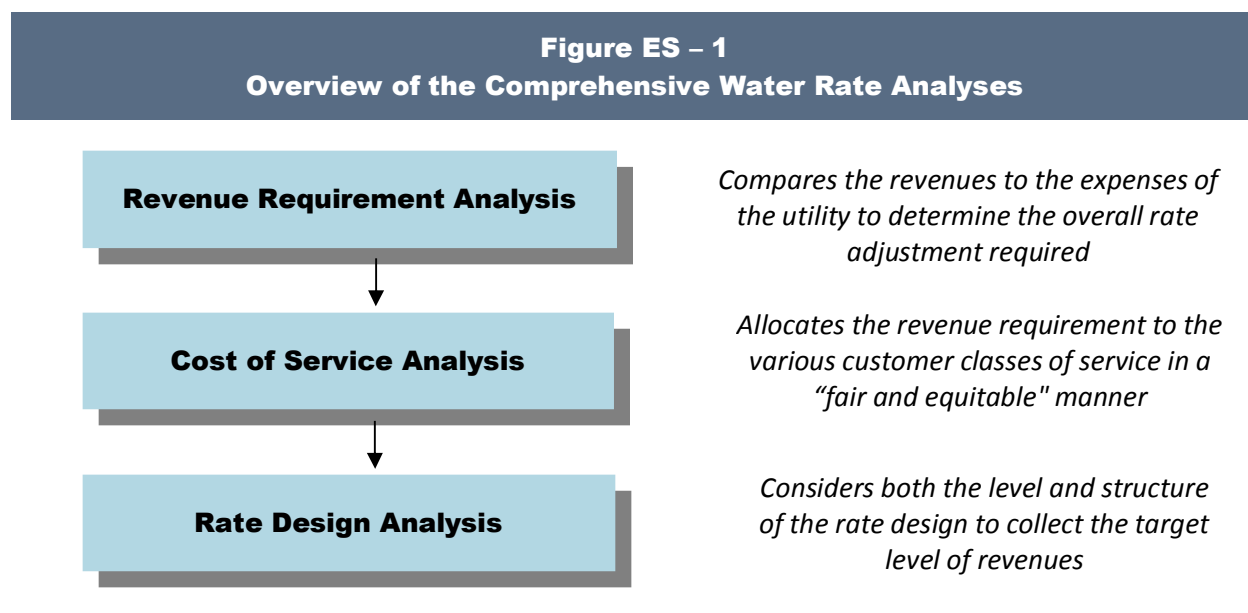 Figure ES – 1
Overview of the Comprehensive Water Rate Analyses
Revenue Requirement Analysis
Compares the revenues to the expenses of
the utility to determine the overall rate
adjustment required
Cost of Service Analysis
Allocates the revenue requirement to the
various customer classes of service in a
“fair and equitable" manner
Rate Design Analysis
Considers both the level and structure
of the rate design to collect the target
level of revenues